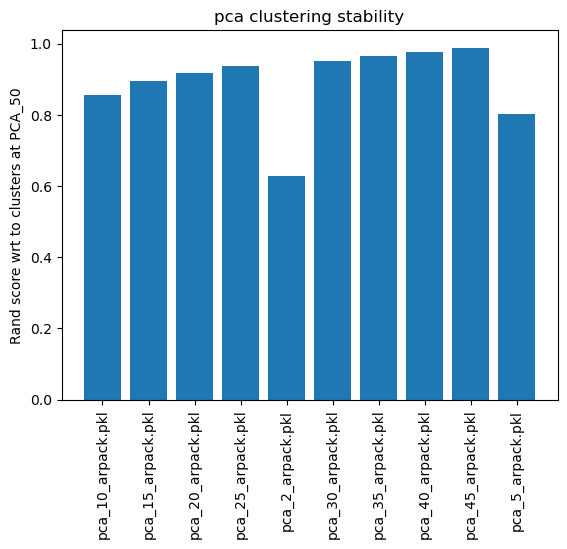 pca clustering stability
Rand score wrt to clusters at PCA_50
1.0
0.8
0.6
0.4
0.2
0.0
pca_10_arpack.pkl
pca_15_arpack.pkl
pca_20_arpack.pkl
pca_25_arpack.pkl
pca_2_arpack.pkl
pca_30_arpack.pkl
pca_35_arpack.pkl
pca_40_arpack.pkl
pca_45_arpack.pkl
pca_5_arpack.pkl